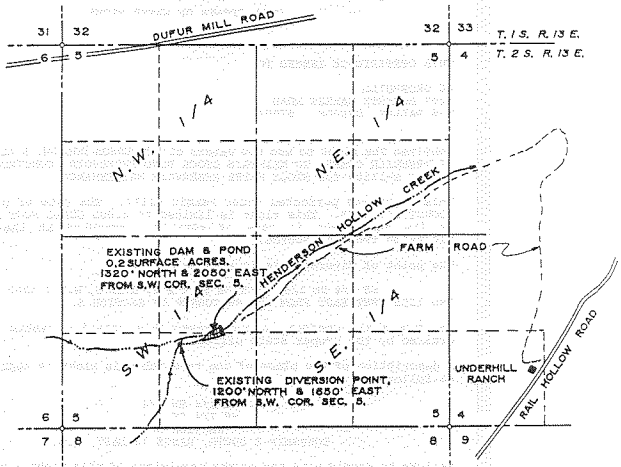 31 32
DUFUR MILL ROAD
32 33
T. 1 S. R. 13 E.
6 5
5 4
T. 2 S. R. 13 E.
N.W. 1/4
N.E. 1/4
HENDERSON HOLLOW CREEK
FARM ROAD
EXISTING DAM & POND
0.2 SURFACE ACRES,
1320' NORTH & 2050' EAST
FROM S.W. COR. SEC. 5.
S.W. 1/4
S.E. 1/4
EXISTING DIVERSION POINT,
1200' NORTH & 1650' EAST
FROM S.W. COR. SEC. 5.
UNDERHILL
RANCH
RAIL HOLLOW ROAD
6 5
5 4
7 8
8 9